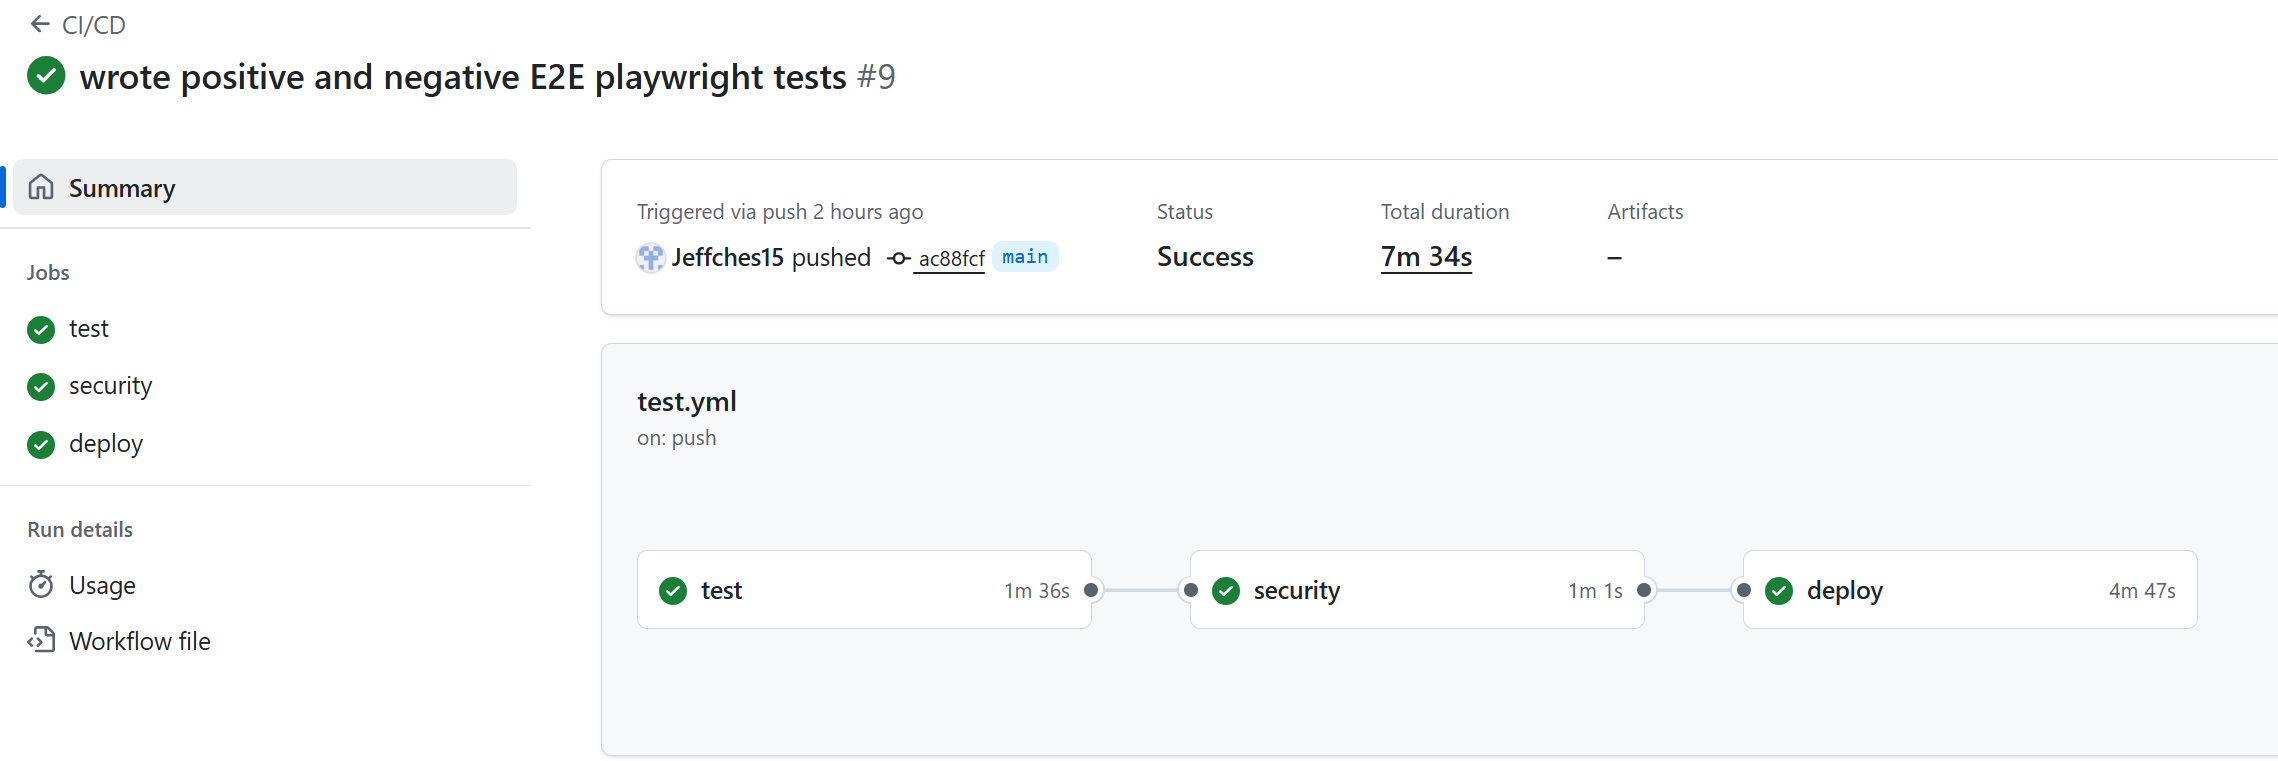 CI/CD
wrote positive and negative E2E playwright tests #9
Summary
Jobs
test
security
deploy
Run details
Usage
Workflow file
Triggered via push 2 hours ago
Jeffches15 pushed ac88fcf main
Status
Success
Total duration
7m 34s
Artifacts
–
test.yml
on: push
test 1m 36s
security 1m 1s
deploy 4m 47s